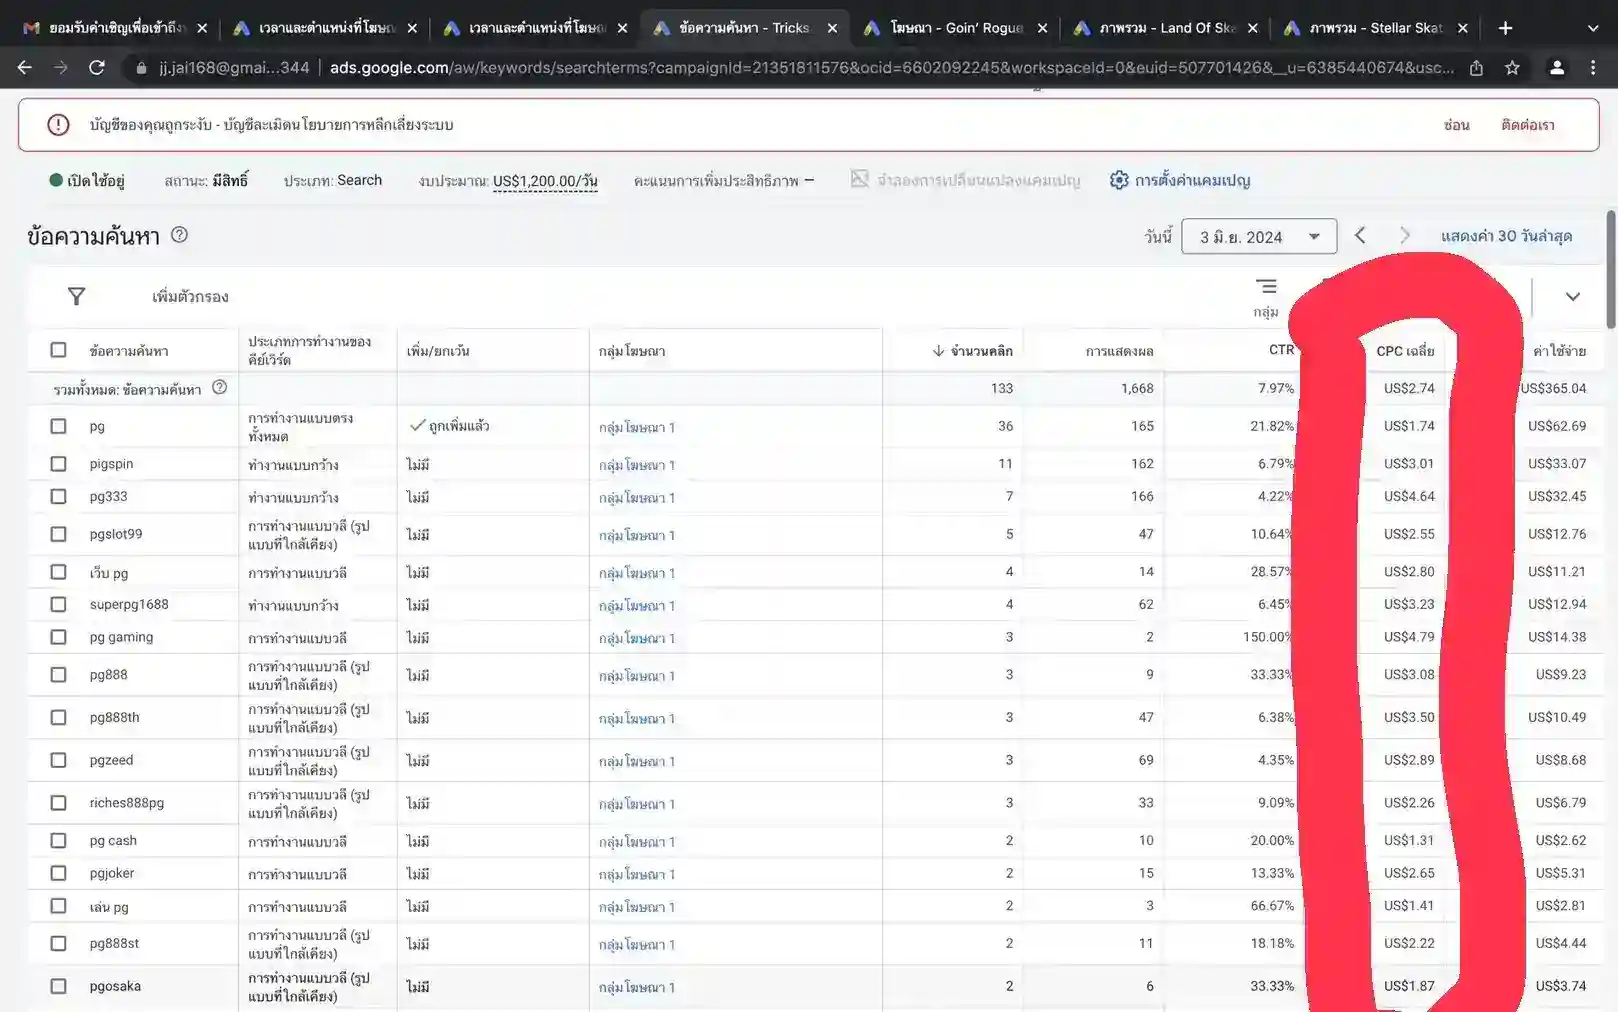 ยอมรับคำเชิญเพื่อเข้าถึง
เวลาและตำแหน่งที่โฆษณ
เวลาและตำแหน่งที่โฆษณ
ข้อความค้นหา - Tricks
โฆษณา - Goin' Rogue
ภาพรวม - Land Of Ska
ภาพรวม - Stellar Skat
jj.jai168@gmai...344
ads.google.com/aw/keywords/searchterms?campaignId=21351811576&ocid=6602092245&workspaceId=0&euid=507701426&__u=6385440674&usc...
บัญชีของคุณถูกระงับ - บัญชีละเมิดนโยบายการหลีกเลี่ยงระบบ ซ่อน ติดต่อเรา
เปิดใช้อยู่ สถานะ: มีสิทธิ์ ประเภท: Search งบประมาณ: US$1,200.00/วัน คะแนนการเพิ่มประสิทธิภาพ – จำลองการเปลี่ยนแปลงแคมเปญ การตั้งค่าแคมเปญ
ข้อความค้นหา วันนี้ 3 มิ.ย. 2024 แสดงค่า 30 วันล่าสุด
เพิ่มตัวกรอง กลุ่ม
ข้อความค้นหา ประเภทการทำงานของคีย์เวิร์ด เพิ่ม/ยกเว้น กลุ่มโฆษณา ↓ จำนวนคลิก การแสดงผล CTR CPC เฉลี่ย ค่าใช้จ่าย
รวมทั้งหมด: ข้อความค้นหา 133 1,668 7.97% US$2.74 US$365.04
pg การทำงานแบบตรงทั้งหมด ถูกเพิ่มแล้ว กลุ่มโฆษณา 1 36 165 21.82% US$1.74 US$62.69
pigspin ทำงานแบบกว้าง ไม่มี กลุ่มโฆษณา 1 11 162 6.79% US$3.01 US$33.07
pg333 ทำงานแบบกว้าง ไม่มี กลุ่มโฆษณา 1 7 166 4.22% US$4.64 US$32.45
pgslot99 การทำงานแบบวลี (รูปแบบที่ใกล้เคียง) ไม่มี กลุ่มโฆษณา 1 5 47 10.64% US$2.55 US$12.76
เว็บ pg การทำงานแบบวลี ไม่มี กลุ่มโฆษณา 1 4 14 28.57% US$2.80 US$11.21
superpg1688 ทำงานแบบกว้าง ไม่มี กลุ่มโฆษณา 1 4 62 6.45% US$3.23 US$12.94
pg gaming การทำงานแบบวลี ไม่มี กลุ่มโฆษณา 1 3 2 150.00% US$4.79 US$14.38
pg888 การทำงานแบบวลี (รูปแบบที่ใกล้เคียง) ไม่มี กลุ่มโฆษณา 1 3 9 33.33% US$3.08 US$9.23
pg888th การทำงานแบบวลี (รูปแบบที่ใกล้เคียง) ไม่มี กลุ่มโฆษณา 1 3 47 6.38% US$3.50 US$10.49
pgzeed การทำงานแบบวลี (รูปแบบที่ใกล้เคียง) ไม่มี กลุ่มโฆษณา 1 3 69 4.35% US$2.89 US$8.68
riches888pg การทำงานแบบวลี (รูปแบบที่ใกล้เคียง) ไม่มี กลุ่มโฆษณา 1 3 33 9.09% US$2.26 US$6.79
pg cash การทำงานแบบวลี ไม่มี กลุ่มโฆษณา 1 2 10 20.00% US$1.31 US$2.62
pgjoker การทำงานแบบวลี ไม่มี กลุ่มโฆษณา 1 2 15 13.33% US$2.65 US$5.31
เล่น pg การทำงานแบบวลี ไม่มี กลุ่มโฆษณา 1 2 3 66.67% US$1.41 US$2.81
pg888st การทำงานแบบวลี (รูปแบบที่ใกล้เคียง) ไม่มี กลุ่มโฆษณา 1 2 11 18.18% US$2.22 US$4.44
pgosaka การทำงานแบบวลี (รูปแบบที่ใกล้เคียง) ไม่มี กลุ่มโฆษณา 1 2 6 33.33% US$1.87 US$3.74